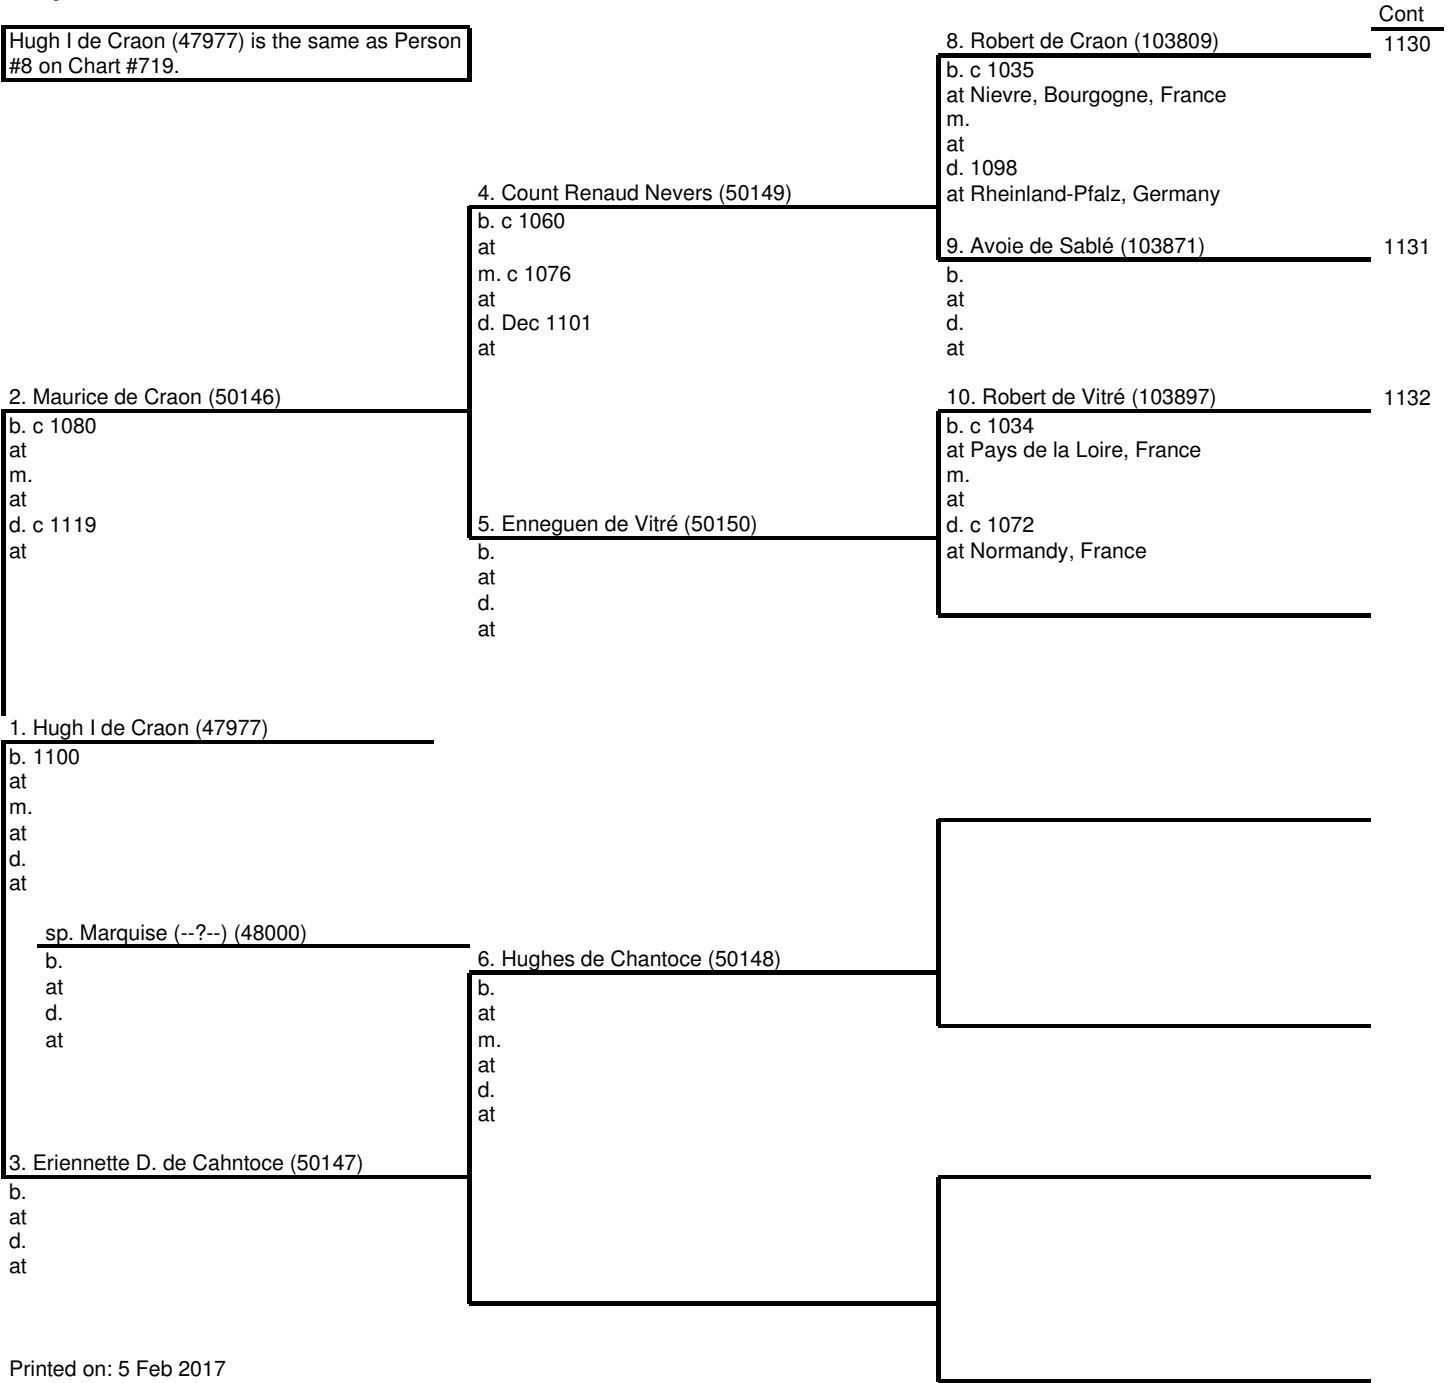 Cont
Hugh I de Craon (47977) is the same as Person
#8 on Chart #719.
8. Robert de Craon (103809)
1130
b. c 1035
at Nievre, Bourgogne, France
m.
at
d. 1098
at Rheinland-Pfalz, Germany
4. Count Renaud Nevers (50149)
b. c 1060
at
m. c 1076
at
d. Dec 1101
at
9. Avoie de Sablé (103871)
1131
b.
at
d.
at
2. Maurice de Craon (50146)
b. c 1080
at
m.
at
d. c 1119
at
10. Robert de Vitré (103897)
1132
b. c 1034
at Pays de la Loire, France
m.
at
d. c 1072
at Normandy, France
5. Enneguen de Vitré (50150)
b.
at
d.
at
1. Hugh I de Craon (47977)
b. 1100
at
m.
at
d.
at
sp. Marquise (--?--) (48000)
b.
at
d.
at
6. Hughes de Chantoce (50148)
b.
at
m.
at
d.
at
3. Eriennette D. de Cahntoce (50147)
b.
at
d.
at
Printed on: 5 Feb 2017